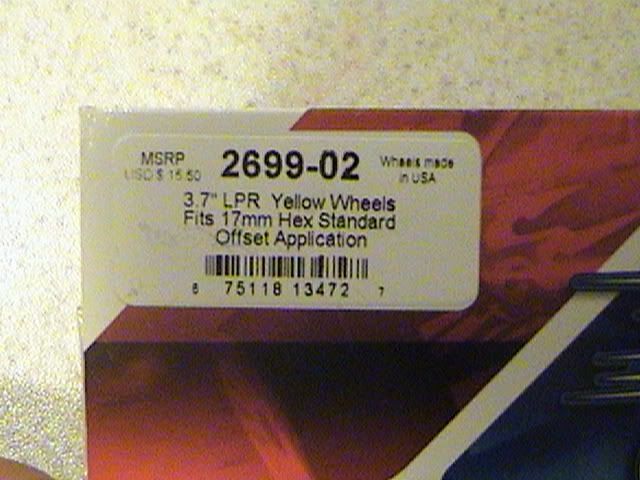 MSRP
USD $ 15.50
2699-02
Wheels made
in USA
3.7" LPR Yellow Wheels
Fits 17mm Hex Standard
Offset Application
6 75118 13472 7